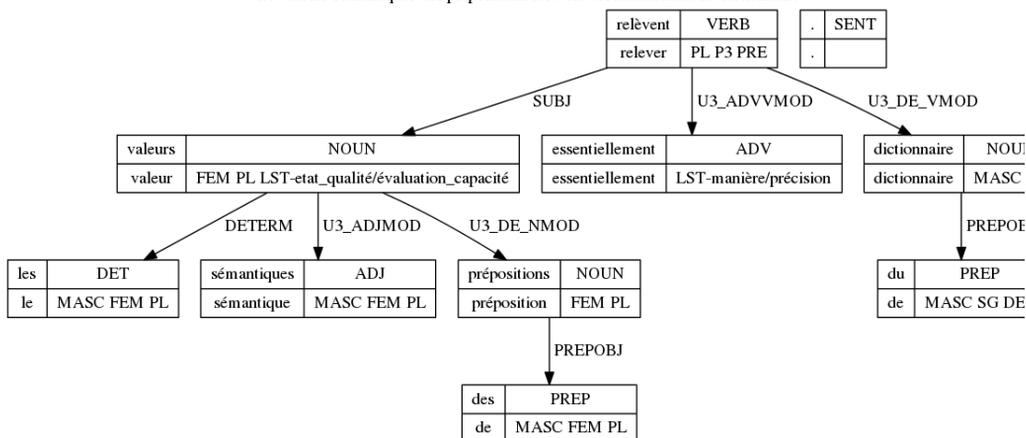 relèvent VERB . SENT
relever PL P3 PRE .
SUBJ U3_ADVVMOD U3_DE_VMOD
valeurs NOUN essentiellement ADV dictionnaire
valeur FEM PL LST-etat_qualité/évaluation_capacité essentiellement LST-manière/précision dictionnaire MASC
DETERM U3_ADJMOD U3_DE_NMOD
les DET sémantiques ADJ prépositions NOUN du PREP
le MASC FEM PL sémantique MASC FEM PL préposition FEM PL de MASC SG
PREPOBJ
des PREP
de MASC FEM PL